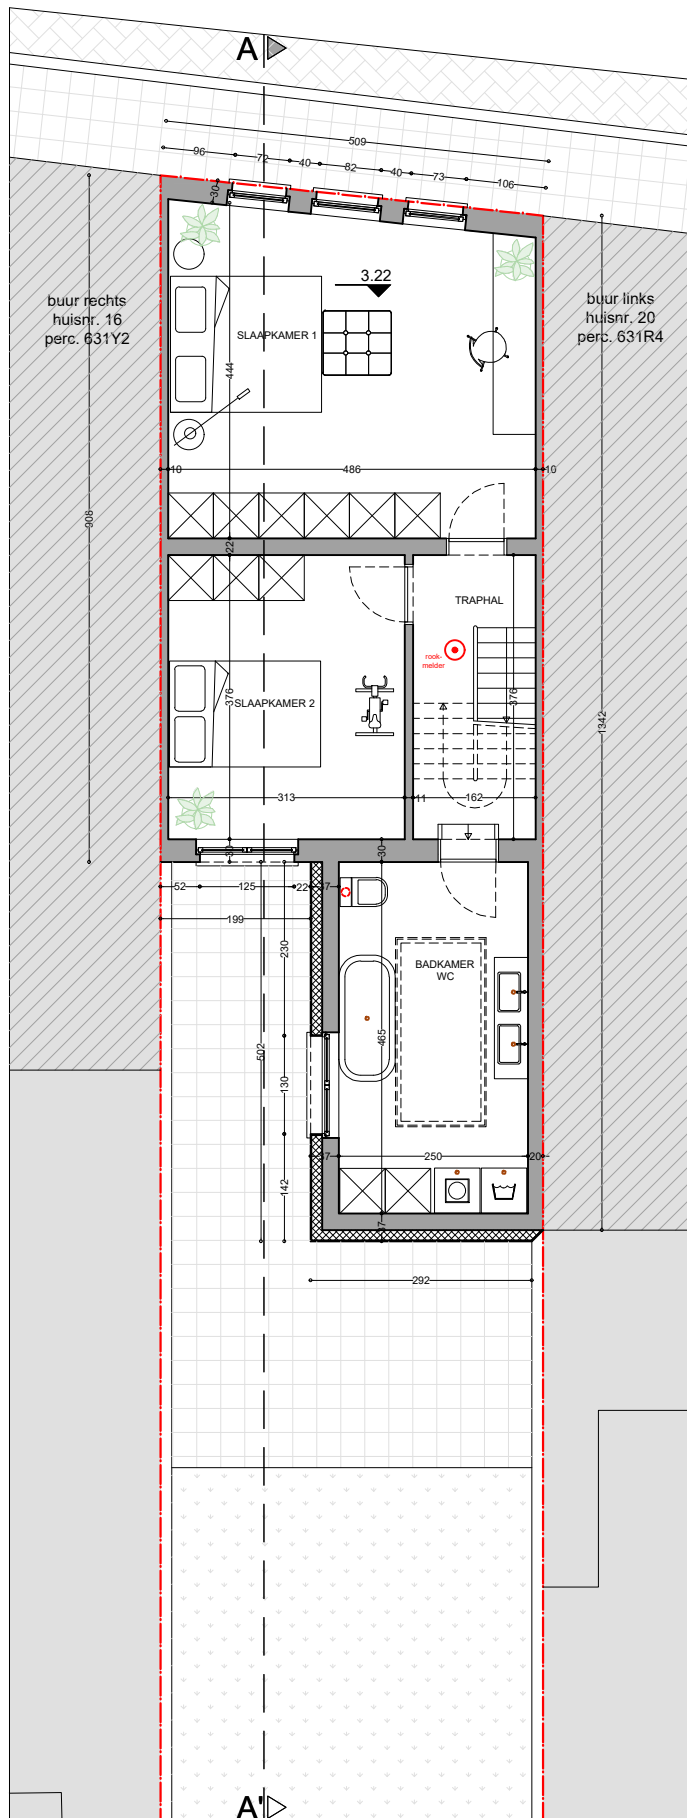 A
509
96
72
40
82
40
73
106
30
3.22
buur rechts
huisnr. 16
perc. 631Y2
buur links
huisnr. 20
perc. 631R4
SLAAPKAMER 1
444
10
486
10
908
22
TRAPHAL
rook-
melder
376
SLAAPKAMER 2
376
1342
313
11
162
30
30
52
125
22
37
199
230
BADKAMER
WC
465
502
130
37
250
20
142
37
292
A'